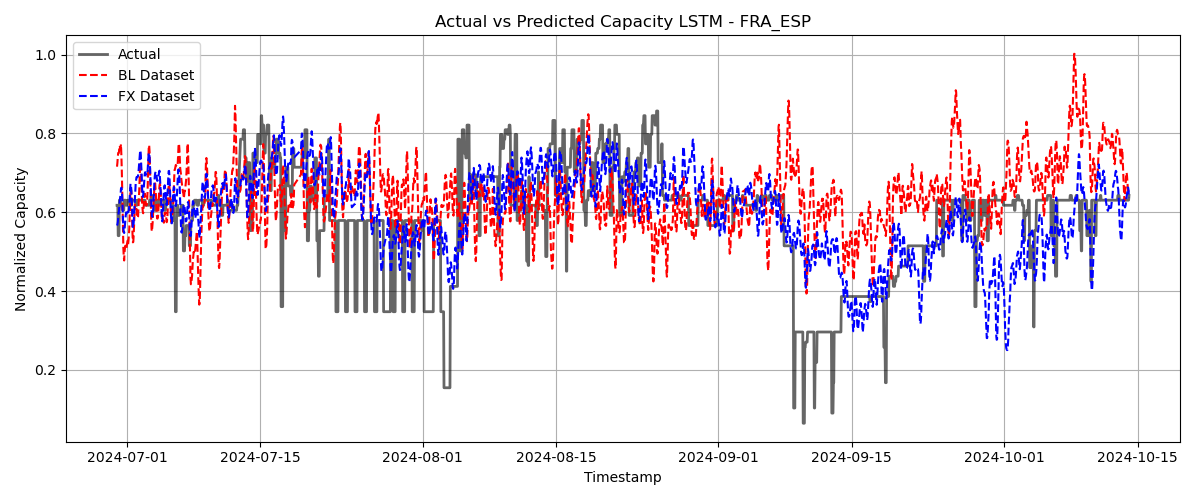 Actual vs Predicted Capacity LSTM - FRA_ESP
Actual
BL Dataset
FX Dataset
Normalized Capacity
1.0
0.8
0.6
0.4
0.2
2024-07-01
2024-07-15
2024-08-01
2024-08-15
2024-09-01
2024-09-15
2024-10-01
2024-10-15
Timestamp